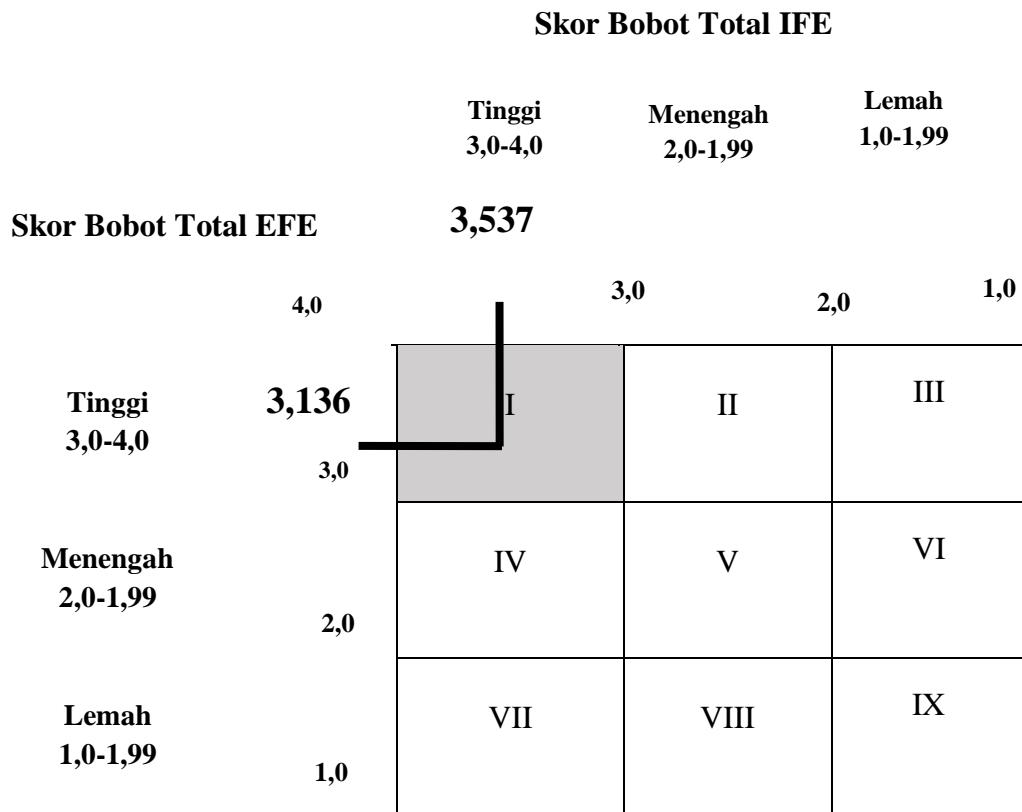 Skor Bobot Total IFE
Tinggi
3,0-4,0
Menengah
2,0-1,99
Lemah
1,0-1,99
Skor Bobot Total EFE
3,537
4,0
3,0
2,0
1,0
Tinggi
3,0-4,0
3,136
3,0
I
II
III
Menengah
2,0-1,99
2,0
IV
V
VI
Lemah
1,0-1,99
1,0
VII
VIII
IX